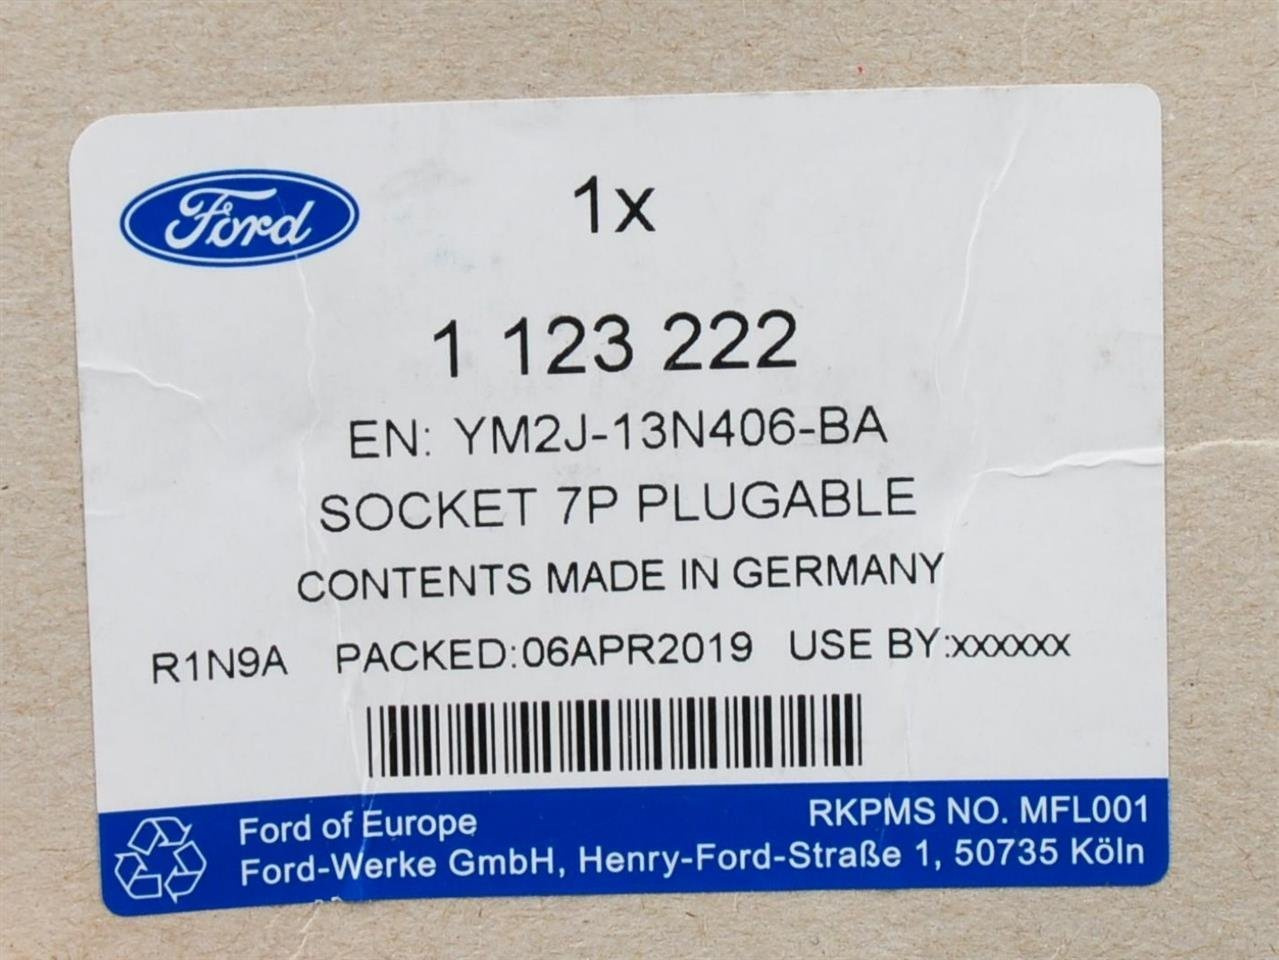 Ford
1x
1 123 222
EN: YM2J-13N406-BA
SOCKET 7P PLUGABLE
CONTENTS MADE IN GERMANY
R1N9A PACKED:06APR2019 USE BY:xxxxxx
Ford of Europe RKPMS NO. MFL001
Ford-Werke GmbH, Henry-Ford-Straße 1, 50735 Köln